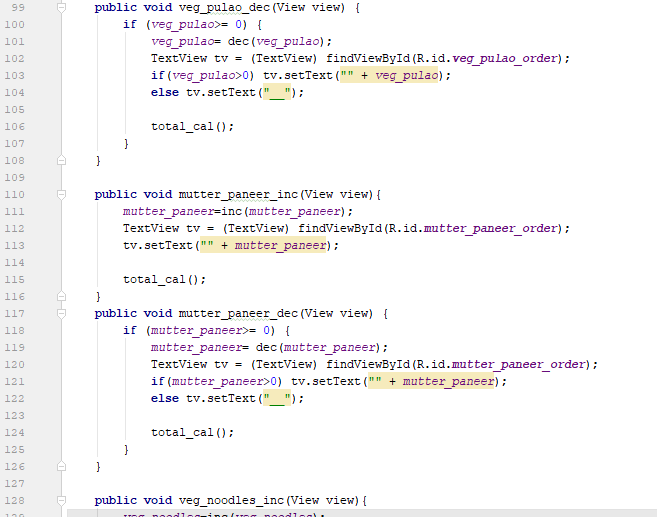 99 public void veg_pulao_dec(View view) {
100 if (veg_pulao>= 0) {
101 veg_pulao= dec(veg_pulao);
102 TextView tv = (TextView) findViewById(R.id.veg_pulao_order);
103 if(veg_pulao>0) tv.setText("" + veg_pulao);
104 else tv.setText("__");
105
106 total_cal();
107 }
108 }
109
110 public void mutter_paneer_inc(View view){
111 mutter_paneer=inc(mutter_paneer);
112 TextView tv = (TextView) findViewById(R.id.mutter_paneer_order);
113 tv.setText("" + mutter_paneer);
114
115 total_cal();
116 }
117 public void mutter_paneer_dec(View view) {
118 if (mutter_paneer>= 0) {
119 mutter_paneer= dec(mutter_paneer);
120 TextView tv = (TextView) findViewById(R.id.mutter_paneer_order);
121 if(mutter_paneer>0) tv.setText("" + mutter_paneer);
122 else tv.setText("__");
123
124 total_cal();
125 }
126 }
127
128 public void veg_noodles_inc(View view){
129 veg_noodles=inc(veg_noodles);